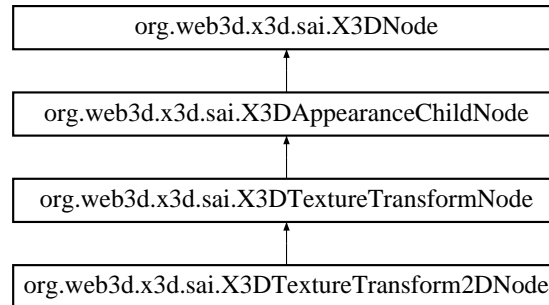 org.web3d.x3d.sai.X3DNode
org.web3d.x3d.sai.X3DAppearanceChildNode
org.web3d.x3d.sai.X3DTextureTransformNode
org.web3d.x3d.sai.X3DTextureTransform2DNode